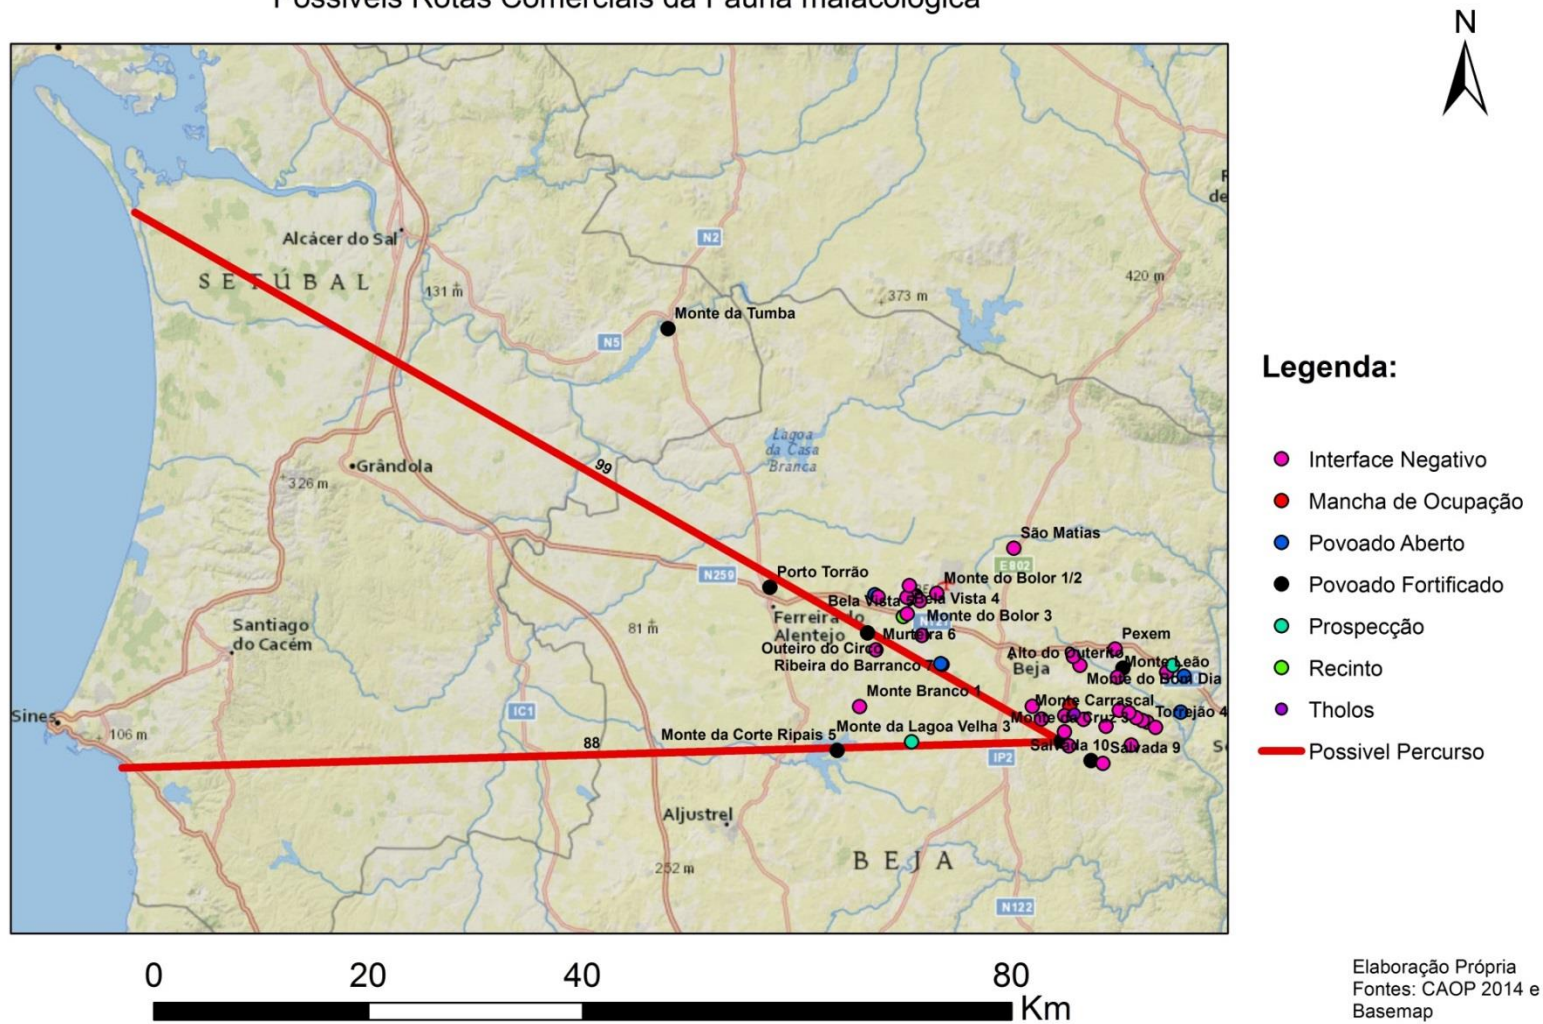 Possíveis Rotas Comerciais da Fauna malacológica
N
N2
Alcácer do Sal
SETÚBAL
131 m
420 m
373 m
Monte da Tumba
N5
Legenda:
Lagoa
da Casa
Branca
Grândola
326 m
99
Interface Negativo
Mancha de Ocupação
São Matias
Povoado Aberto
E802
Porto Torrão
N259
Monte do Bolor 1/2
Povoado Fortificado
Bela Vista 5
Bela Vista 4
Ferreira do
Alentejo
Monte do Bolor 3
Santiago
do Cacém
81 m
Murteira 6
Pexem
Prospecção
Outeiro do Circo
Alto do Outeiro
Ribeira do Barranco 7
Beja
Monte Leão
Monte do Bom Dia
Recinto
Monte Branco 1
Monte Carrascal
Sines
IC1
Monte da Cruz 3
Torrejão 4
Tholos
106 m
88
Monte da Corte Ripais 5
Monte da Lagoa Velha 3
Salvada 10
Salvada 9
IP2
Possivel Percurso
Aljustrel
252 m
BEJA
N122
0 20 40 80
Km
Elaboração Própria
Fontes: CAOP 2014 e
Basemap